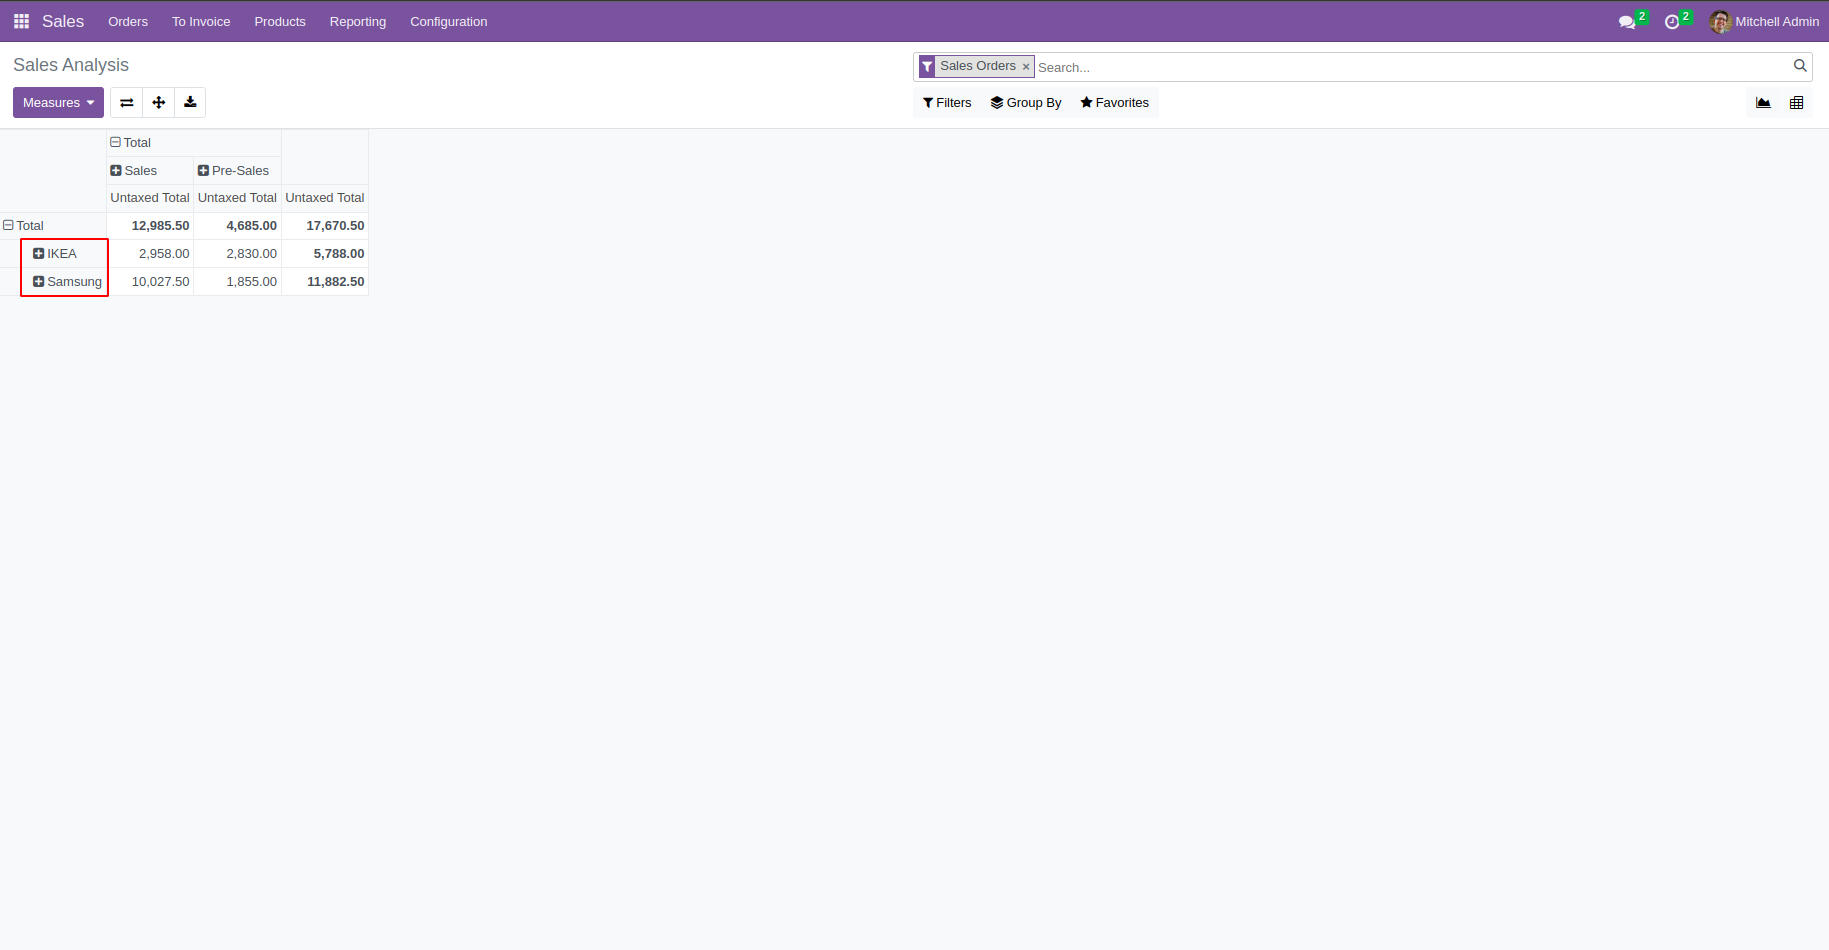 Sales Orders To Invoice Products Reporting Configuration 2 2 Mitchell Admin
Sales Analysis
Sales Orders × Search...
Measures Filters Group By Favorites
Total
Sales Pre-Sales
Untaxed Total Untaxed Total Untaxed Total
Total 12,985.50 4,685.00 17,670.50
IKEA 2,958.00 2,830.00 5,788.00
Samsung 10,027.50 1,855.00 11,882.50